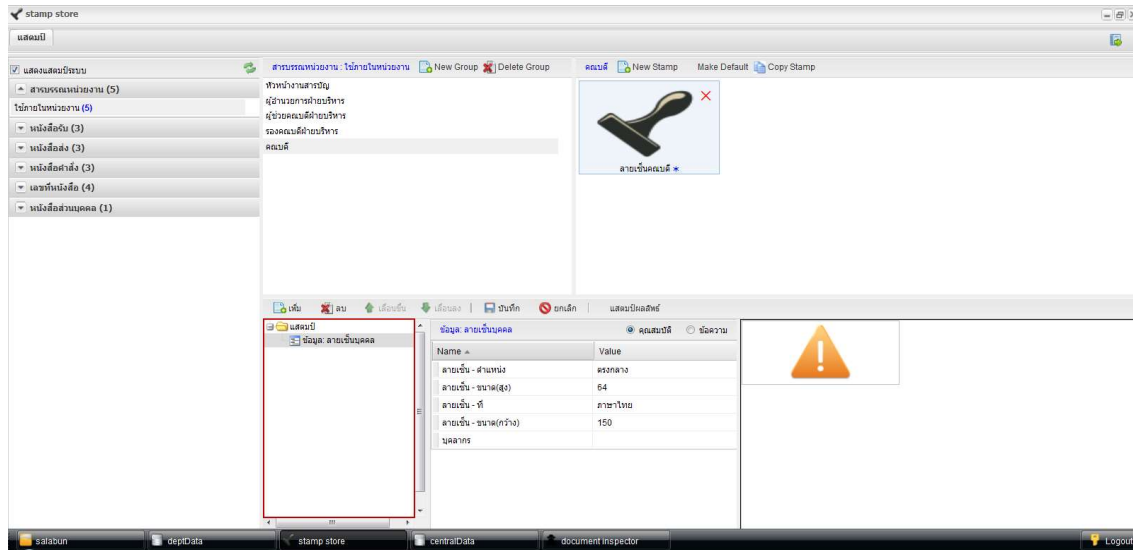 stamp store
แสตมป์
แสดงแสตมป์ระบบ
สารบรรณหน่วยงาน (5)
ใช้ภายในหน่วยงาน (5)
หนังสือรับ (3)
หนังสือส่ง (3)
หนังสือคำสั่ง (3)
เลขที่หนังสือ (4)
หนังสือส่วนบุคคล (1)
สารบรรณหน่วยงาน : ใช้ภายในหน่วยงาน New Group Delete Group
หัวหน้างานสารบัญ
ผู้อำนวยการฝ่ายบริหาร
ผู้ช่วยคณบดีฝ่ายบริหาร
รองคณบดีฝ่ายบริหาร
คณบดี
คณบดี New Stamp Make Default Copy Stamp
ลายเซ็นคณบดี *
เพิ่ม ลบ เลื่อนขึ้น เลื่อนลง บันทึก ยกเลิก แสตมป์ผลลัพธ์
แสตมป์
ข้อมูล: ลายเซ็นบุคคล
ข้อมูล: ลายเซ็นบุคคล คุณสมบัติ ข้อความ
Name Value
ลายเซ็น - ตำแหน่ง ตรงกลาง
ลายเซ็น - ขนาด(สูง) 64
ลายเซ็น - ที่ ภาษาไทย
ลายเซ็น - ขนาด(กว้าง) 150
บุคลากร
salabun deptData stamp store centralData document inspector Logout